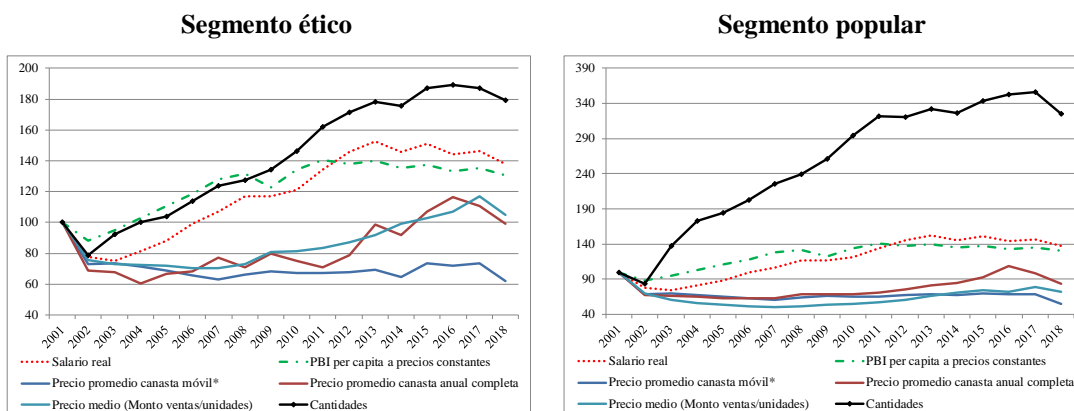 Segmento ético
200
180
160
140
120
100
80
60
40
2001 2002 2003 2004 2005 2006 2007 2008 2009 2010 2011 2012 2013 2014 2015 2016 2017 2018
Salario real
PBI per capita a precios constantes
Precio promedio canasta móvil*
Precio promedio canasta anual completa
Precio medio (Monto ventas/unidades)
Cantidades
Segmento popular
390
340
290
240
190
140
90
40
2001 2002 2003 2004 2005 2006 2007 2008 2009 2010 2011 2012 2013 2014 2015 2016 2017 2018
Salario real
PBI per capita a precios constantes
Precio promedio canasta móvil*
Precio promedio canasta anual completa
Precio medio (Monto ventas/unidades)
Cantidades